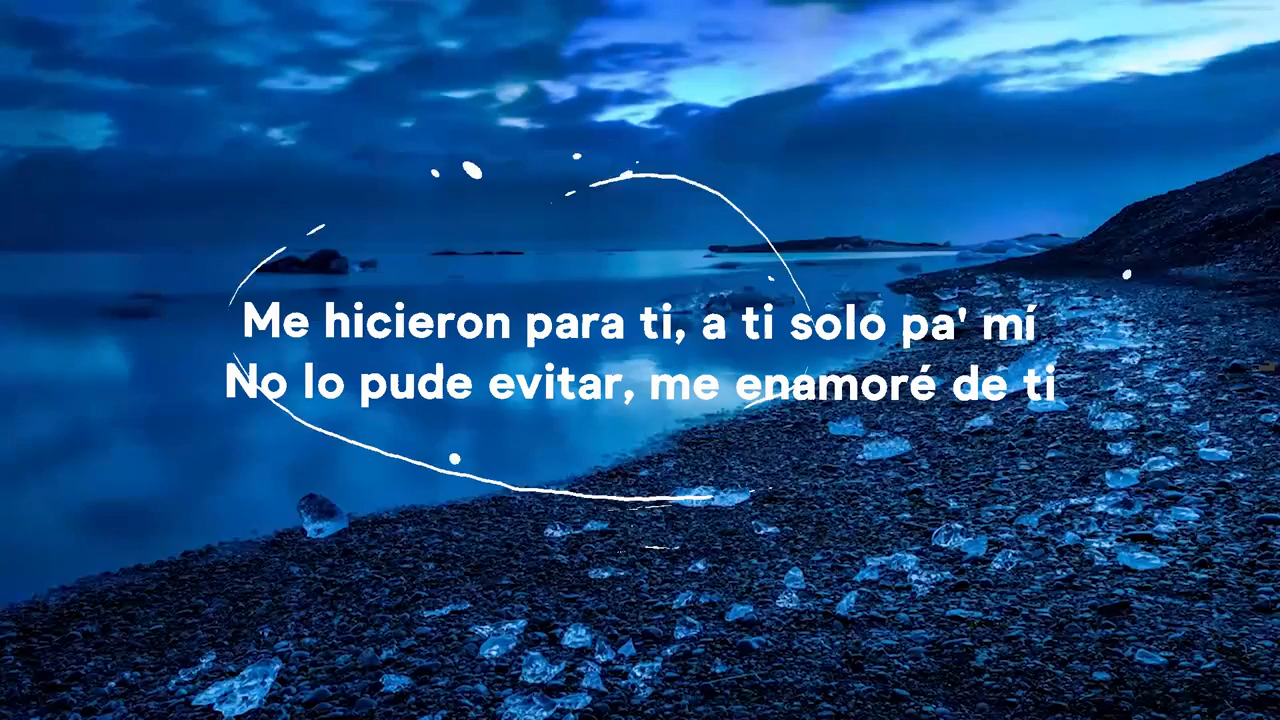 Me hicieron para ti, a ti solo pa' mí
No lo pude evitar, me enamoré de ti